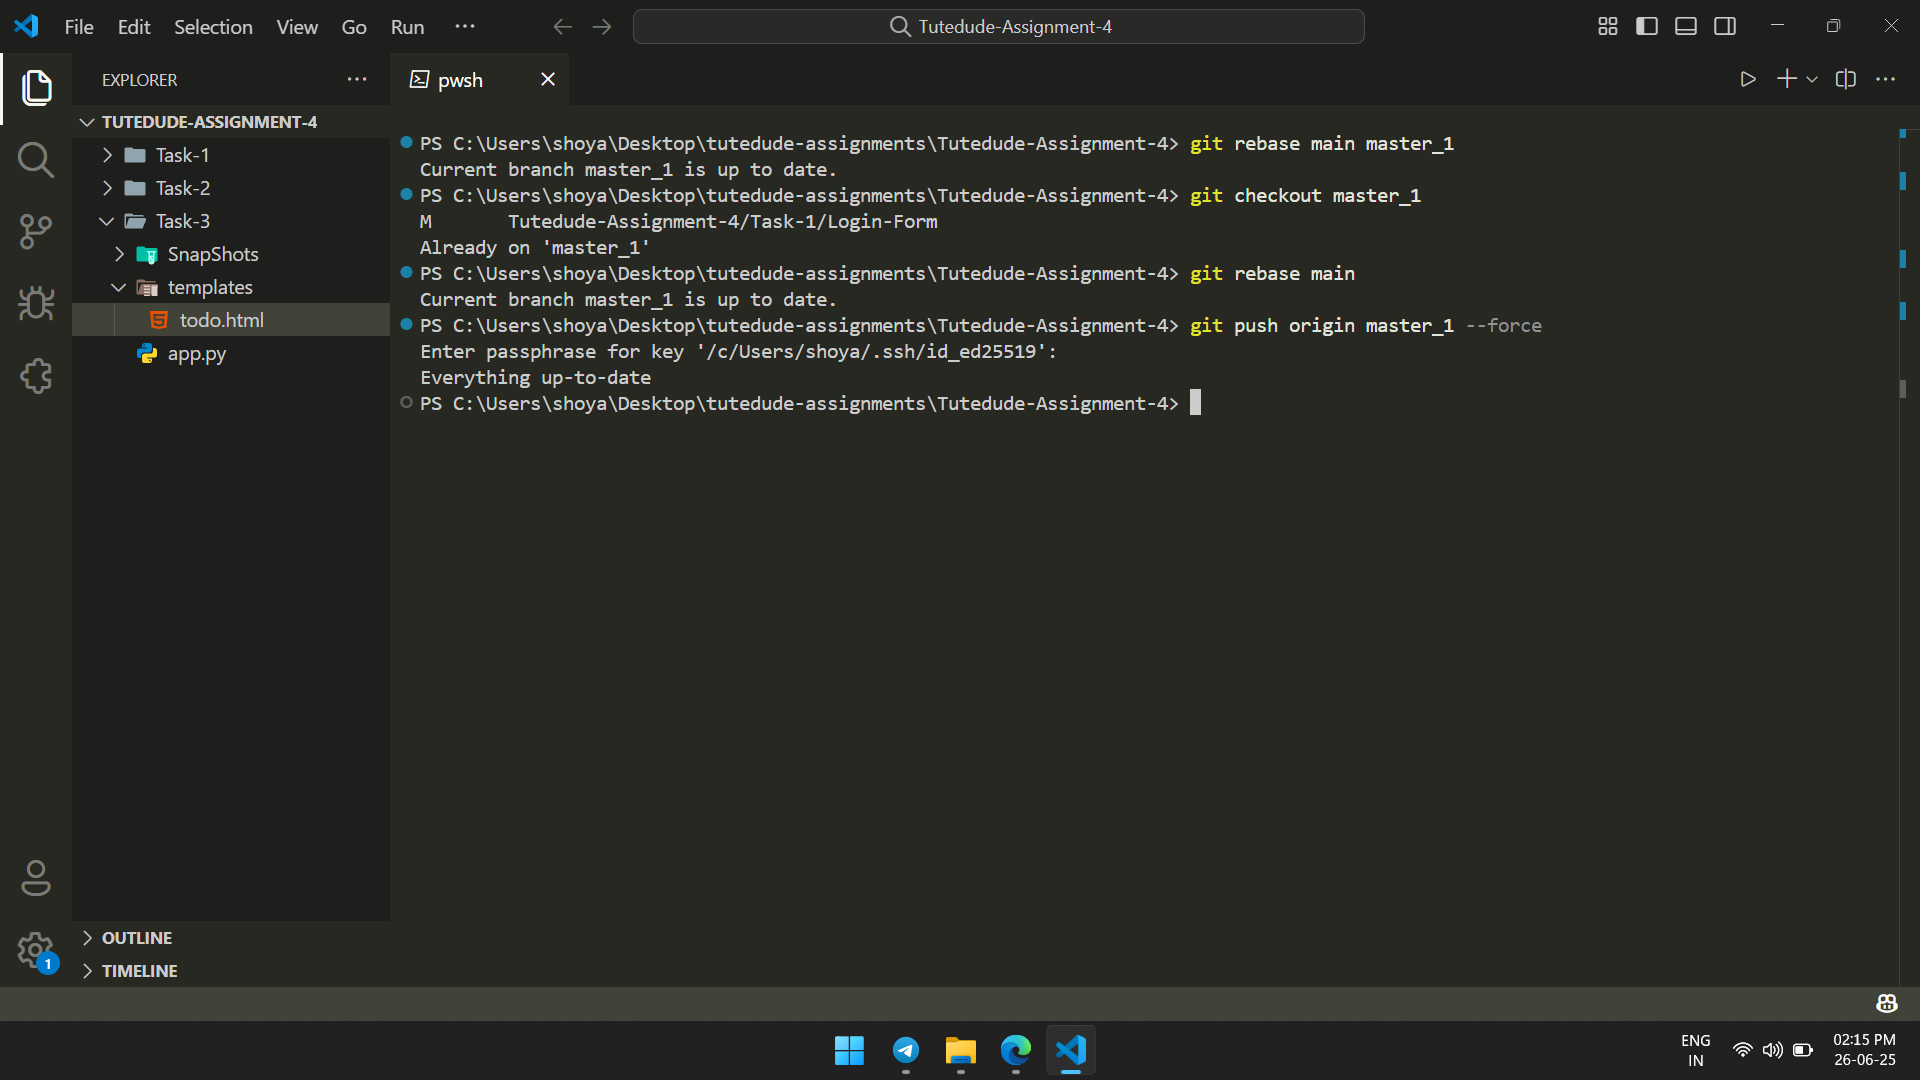 File Edit Selection View Go Run
Tutedude-Assignment-4
EXPLORER
pwsh
TUTEDUDE-ASSIGNMENT-4
Task-1
Task-2
Task-3
SnapShots
templates
todo.html
app.py
PS C:\Users\shoya\Desktop\tutedude-assignments\Tutedude-Assignment-4> git rebase main master_1
Current branch master_1 is up to date.
PS C:\Users\shoya\Desktop\tutedude-assignments\Tutedude-Assignment-4> git checkout master_1
M       Tutedude-Assignment-4/Task-1/Login-Form
Already on 'master_1'
PS C:\Users\shoya\Desktop\tutedude-assignments\Tutedude-Assignment-4> git rebase main
Current branch master_1 is up to date.
PS C:\Users\shoya\Desktop\tutedude-assignments\Tutedude-Assignment-4> git push origin master_1 --force
Enter passphrase for key '/c/Users/shoya/.ssh/id_ed25519':
Everything up-to-date
PS C:\Users\shoya\Desktop\tutedude-assignments\Tutedude-Assignment-4>
OUTLINE
1
TIMELINE
ENG
IN
02:15 PM
26-06-25